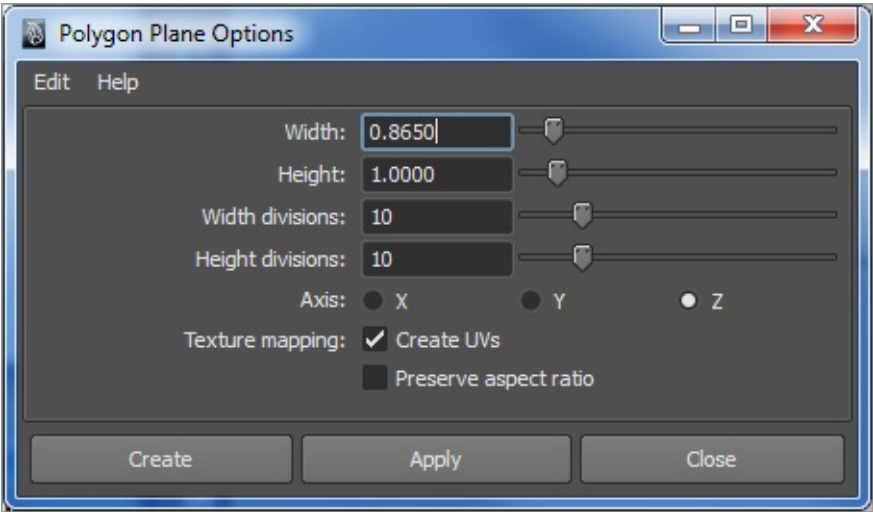 Polygon Plane Options
Edit Help
Width: 0.8650
Height: 1.0000
Width divisions: 10
Height divisions: 10
Axis: X Y Z
Texture mapping: Create UVs
Preserve aspect ratio
Create Apply Close